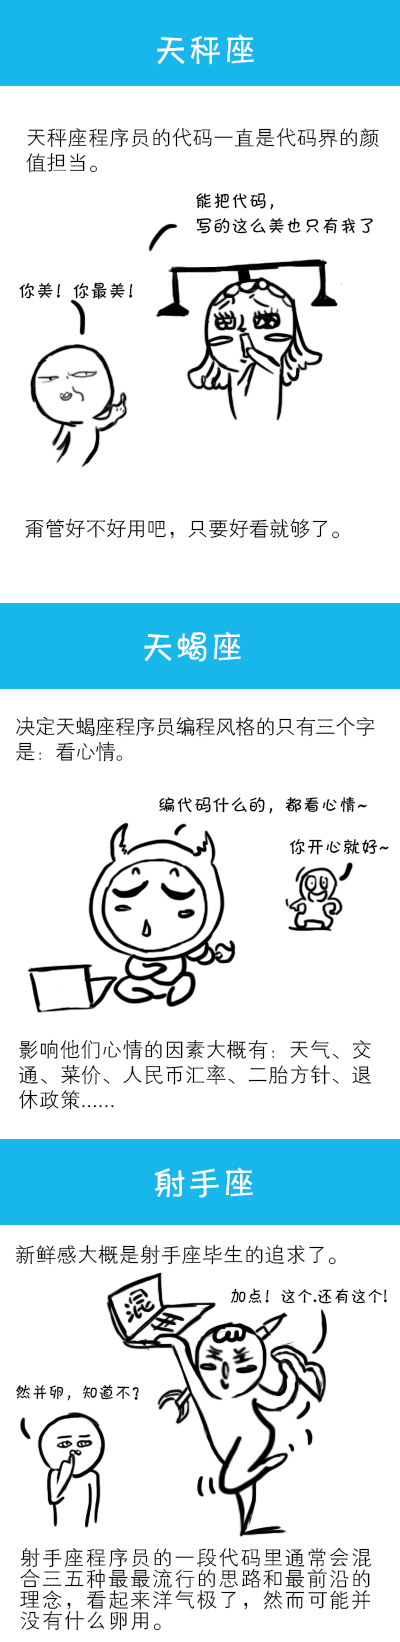 天秤座
天秤座程序员的代码一直是代码界的颜
值担当。
能把代码，
写的这么美也只有我了
你美！你最美！
甭管好不好用吧，只要好看就够了。
天蝎座
决定天蝎座程序员编程风格的只有三个字
是：看心情。
编代码什么的，都看心情~
你开心就好~
影响他们心情的因素大概有：天气、交
通、菜价、人民币汇率、二胎方针、退
休政策......
射手座
新鲜感大概是射手座毕生的追求了。
混
加点！这个.还有这个！
然并卵，知道不？
射手座程序员的一段代码里通常会混
合三五种最最流行的思路和最前沿的
理念，看起来洋气极了，然而可能并
没有什么卵用。